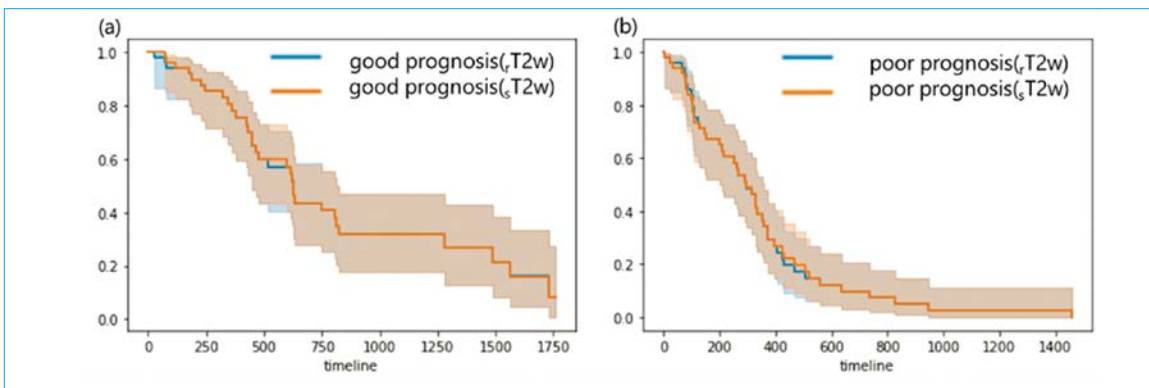 (a)
good prognosis(rT2w)
good prognosis(sT2w)
1.0
0.8
0.6
0.4
0.2
0.0
0 250 500 750 1000 1250 1500 1750
timeline
(b)
poor prognosis(rT2w)
poor prognosis(sT2w)
1.0
0.8
0.6
0.4
0.2
0.0
0 200 400 600 800 1000 1200 1400
timeline